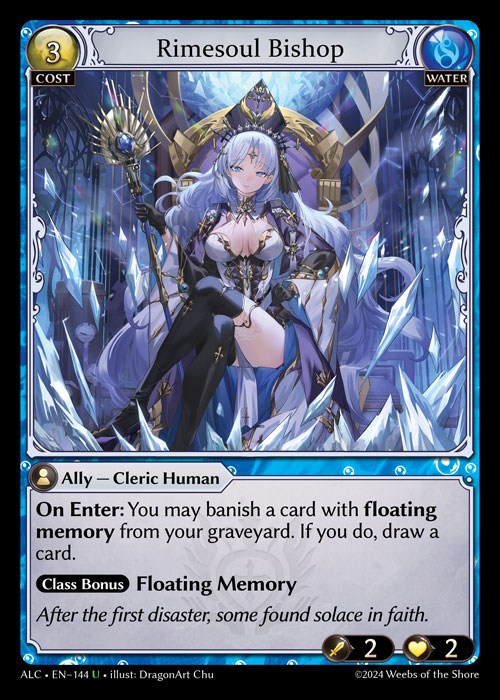 3
COST
Rimesoul Bishop
WATER
Ally — Cleric Human
On Enter: You may banish a card with floating
memory from your graveyard. If you do, draw a
card.
Class Bonus Floating Memory
After the first disaster, some found solace in faith.
2
2
ALC • EN–144 U • illust: DragonArt Chu
©2024 Weebs of the Shore